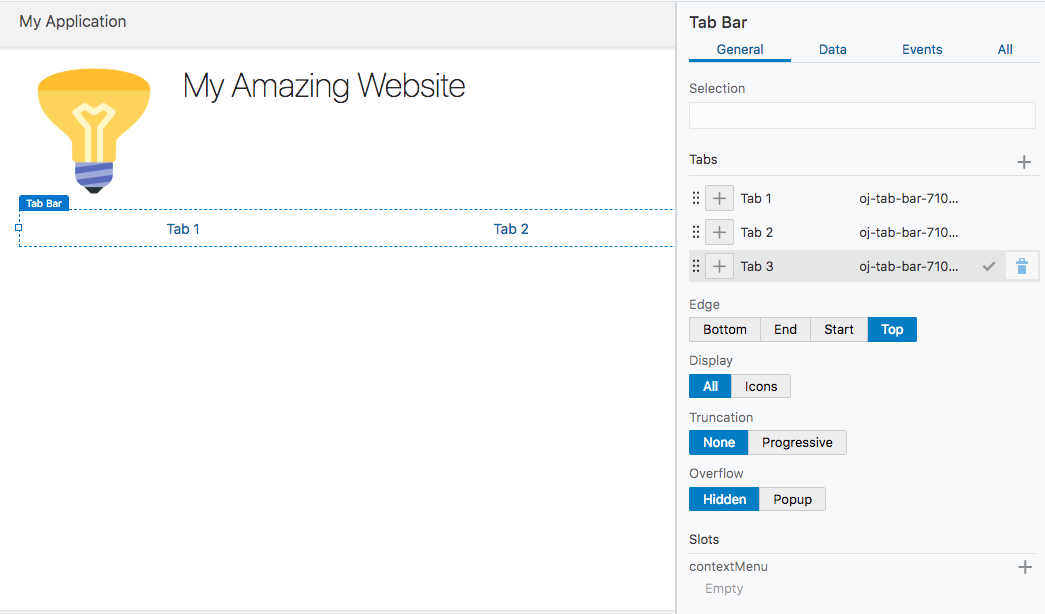 My Application
My Amazing Website
Tab Bar
Tab 1 Tab 2
Tab Bar
General Data Events All
Selection
Tabs
Tab 1 oj-tab-bar-710...
Tab 2 oj-tab-bar-710...
Tab 3 oj-tab-bar-710...
Edge
Bottom End Start Top
Display
All Icons
Truncation
None Progressive
Overflow
Hidden Popup
Slots
contextMenu
Empty